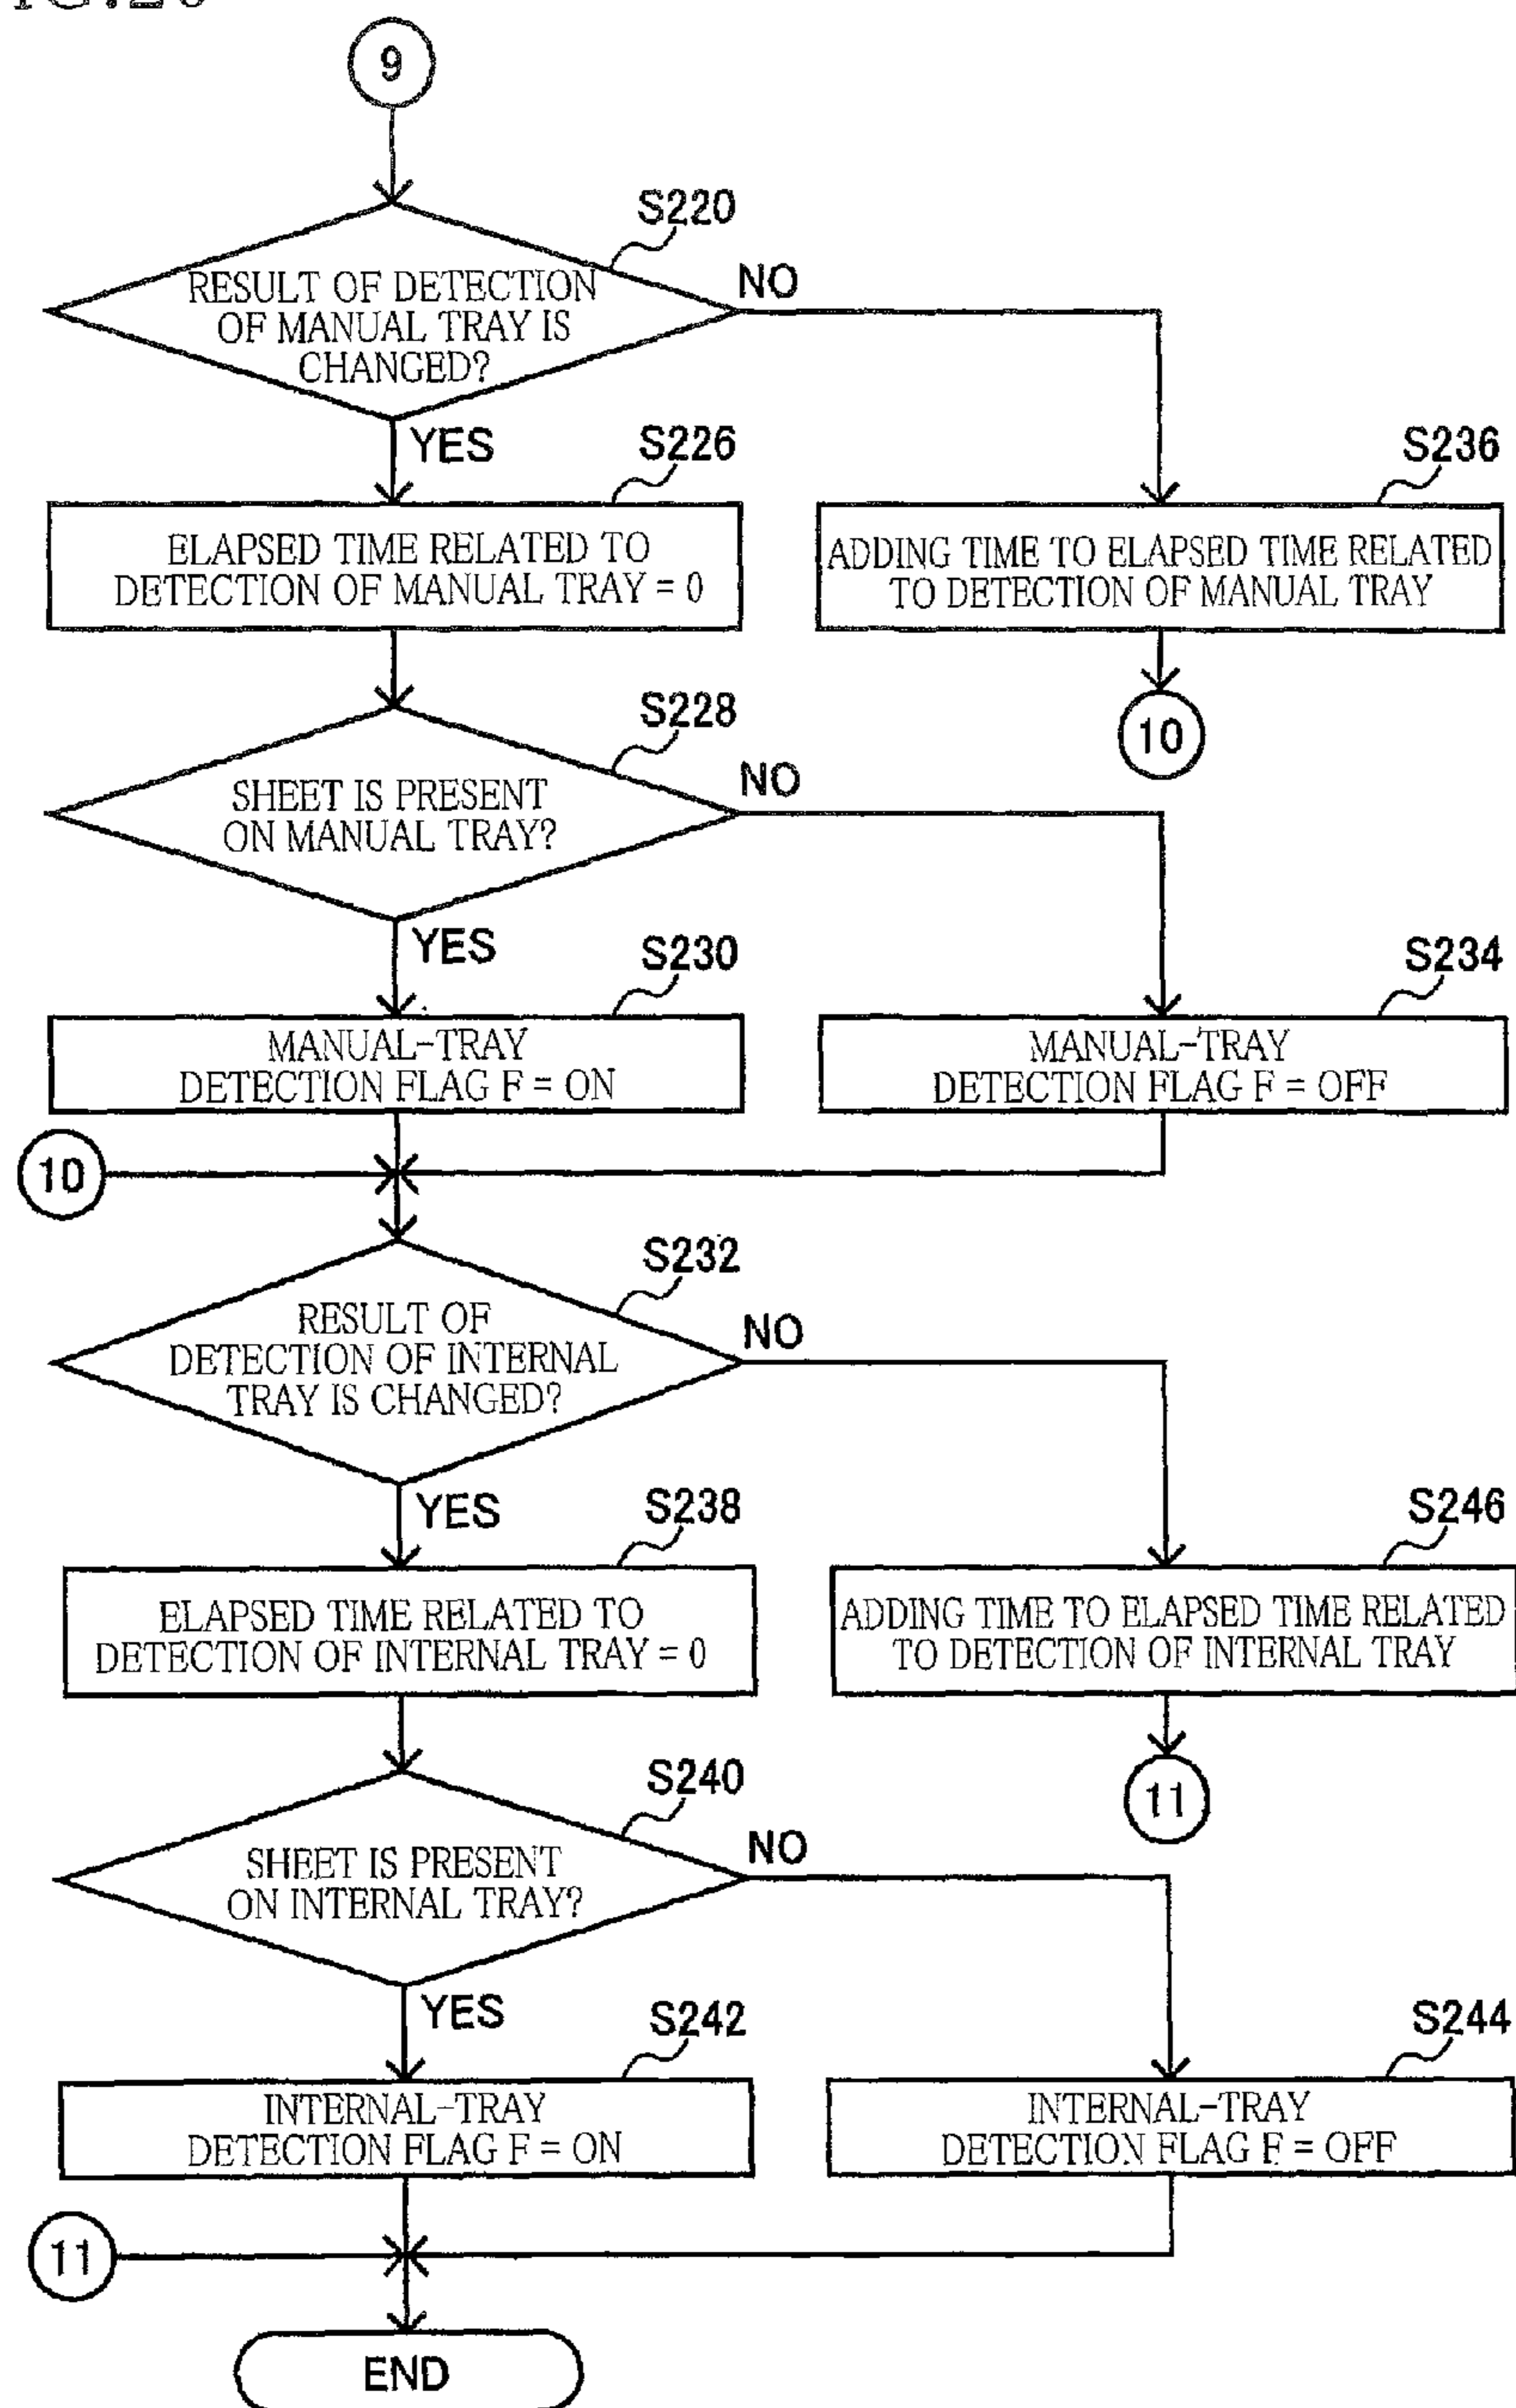 9
S220
RESULT OF DETECTION
OF MANUAL TRAY IS
CHANGED?
NO
YES
S226
ELAPSED TIME RELATED TO
DETECTION OF MANUAL TRAY = 0
S236
ADDING TIME TO ELAPSED TIME RELATED
TO DETECTION OF MANUAL TRAY
10
S228
SHEET IS PRESENT
ON MANUAL TRAY?
NO
YES
S230
MANUAL-TRAY
DETECTION FLAG F = ON
S234
MANUAL-TRAY
DETECTION FLAG F = OFF
10
S232
RESULT OF
DETECTION OF INTERNAL
TRAY IS CHANGED?
NO
YES
S238
ELAPSED TIME RELATED TO
DETECTION OF INTERNAL TRAY = 0
S246
ADDING TIME TO ELAPSED TIME RELATED
TO DETECTION OF INTERNAL TRAY
11
S240
SHEET IS PRESENT
ON INTERNAL TRAY?
NO
YES
S242
INTERNAL-TRAY
DETECTION FLAG F = ON
S244
INTERNAL-TRAY
DETECTION FLAG F = OFF
11
END